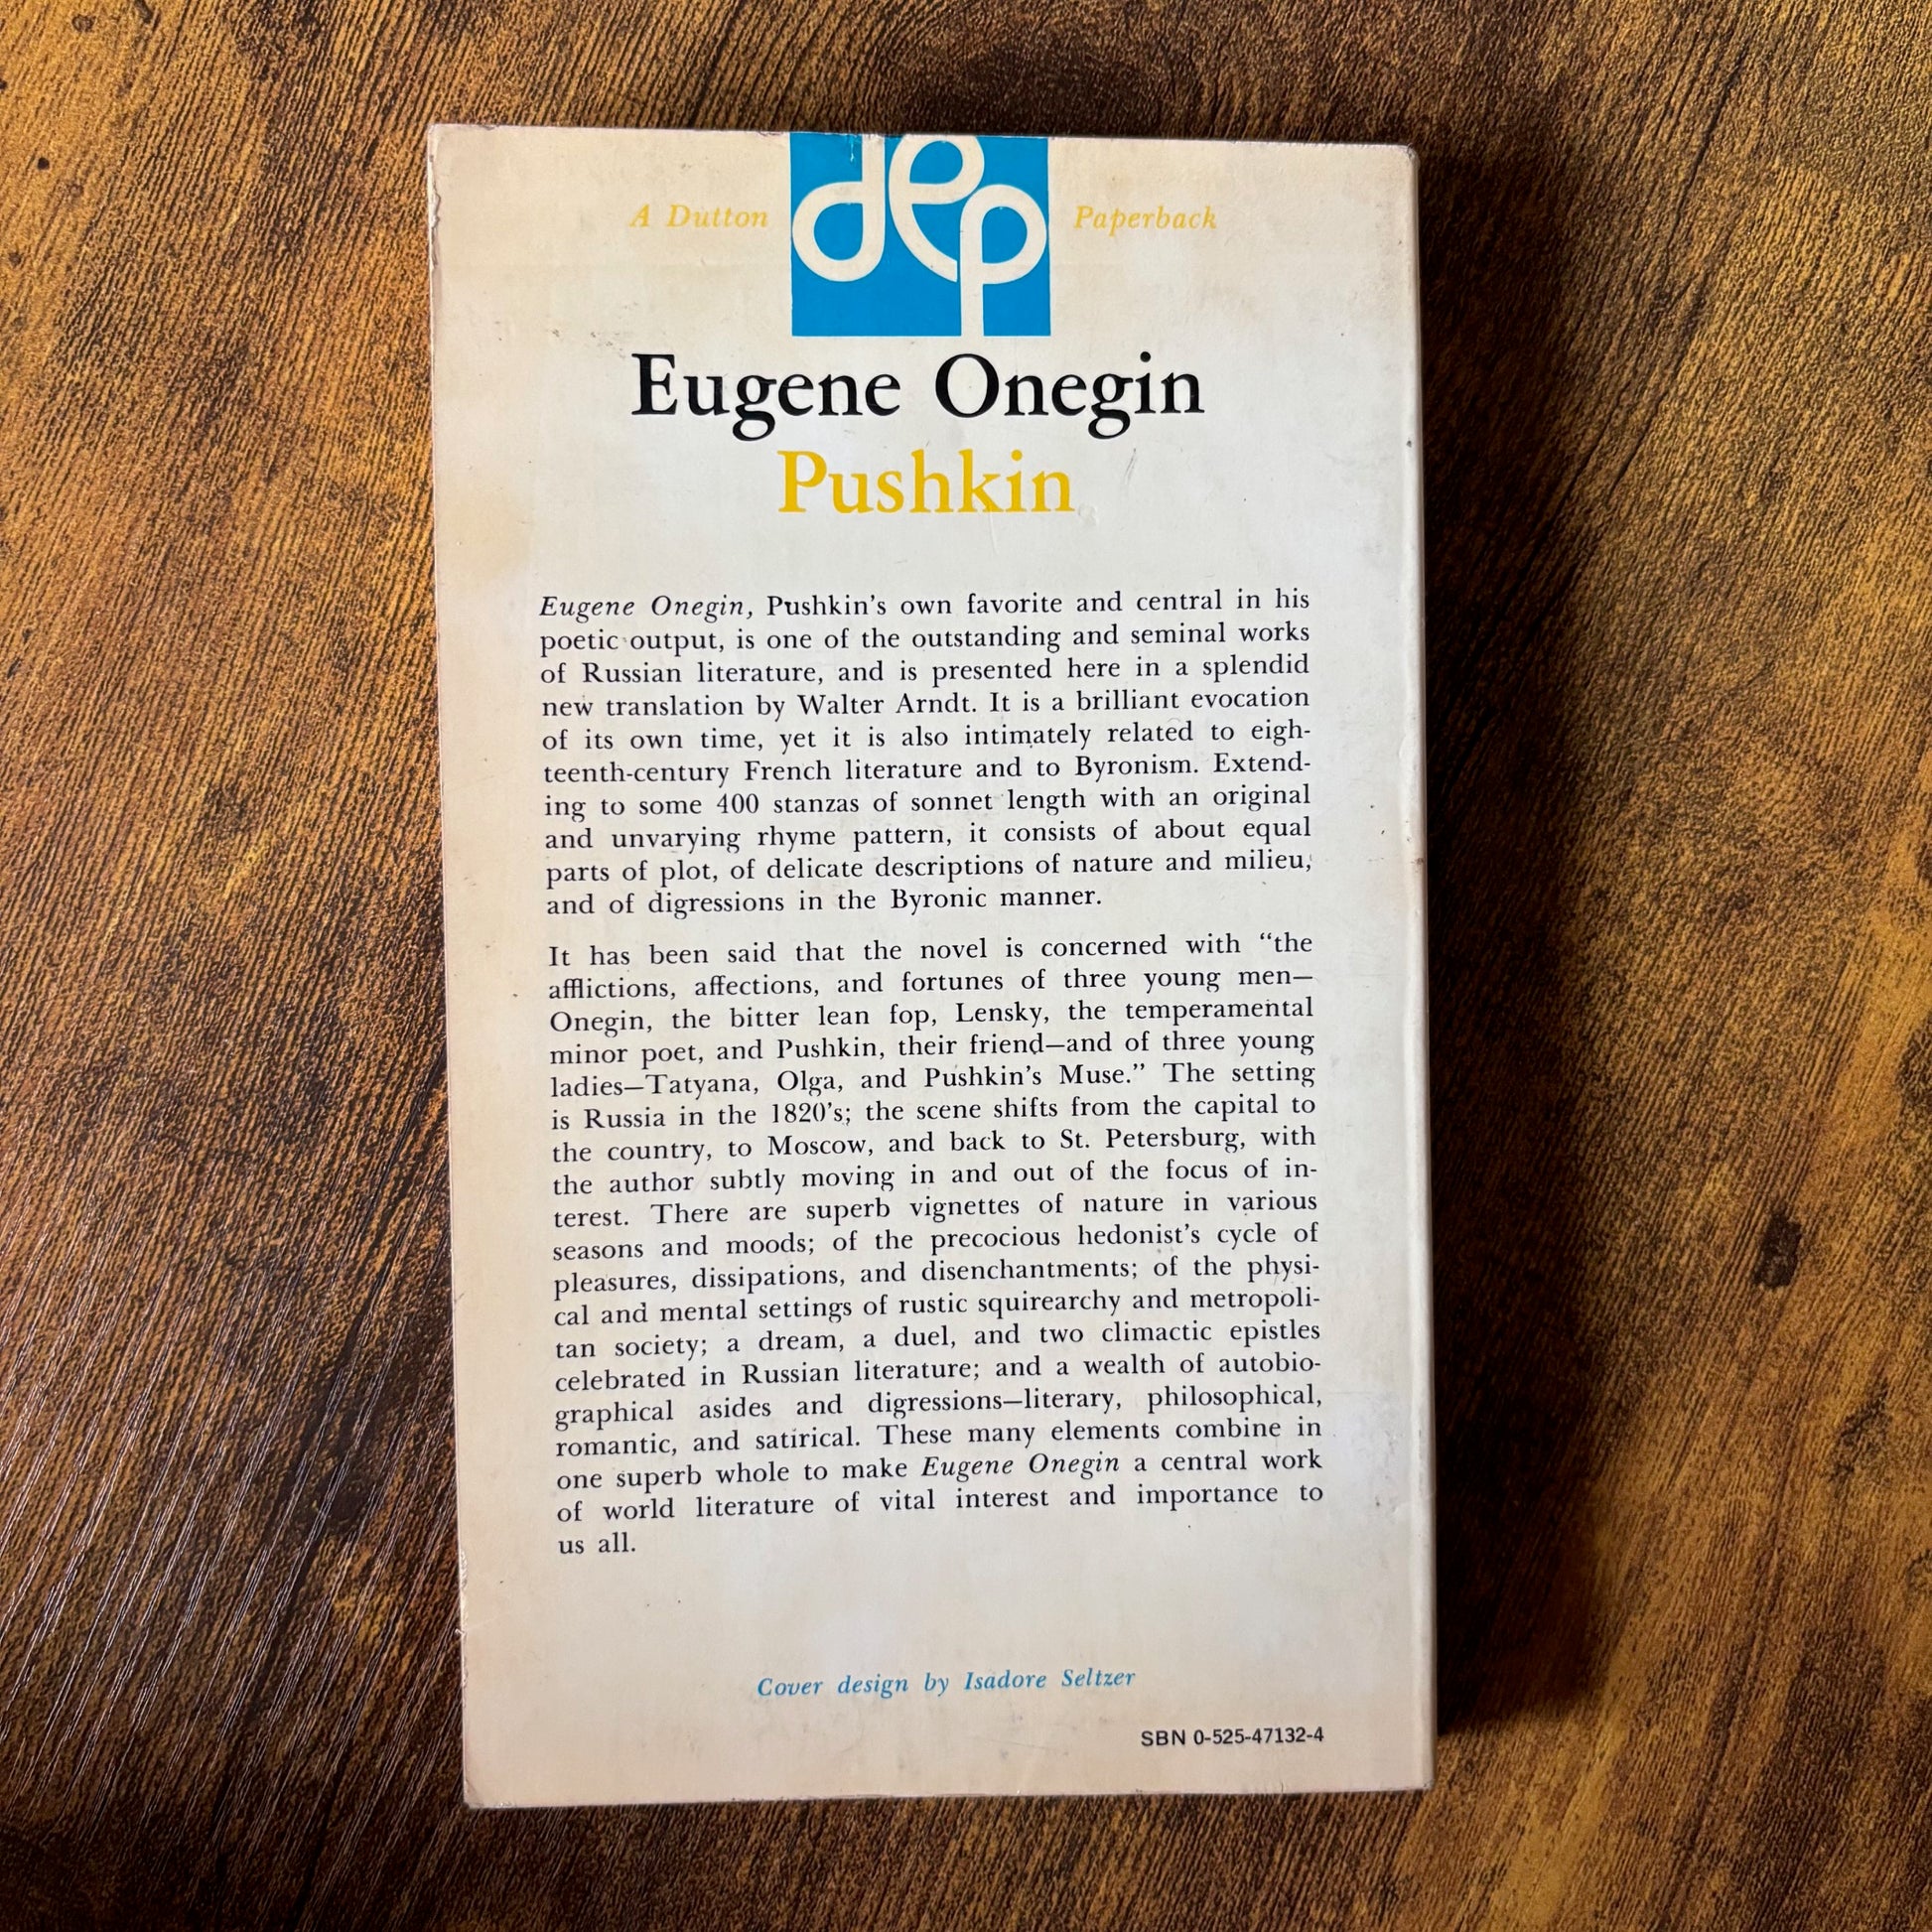 A Dutton dep Paperback
Eugene Onegin
Pushkin
Eugene Onegin, Pushkin's own favorite and central in his
poetic output, is one of the outstanding and seminal works
of Russian literature, and is presented here in a splendid
new translation by Walter Arndt. It is a brilliant evocation
of its own time, yet it is also intimately related to eigh-
teenth-century French literature and to Byronism. Extend-
ing to some 400 stanzas of sonnet length with an original
and unvarying rhyme pattern, it consists of about equal
parts of plot, of delicate descriptions of nature and milieu,
and of digressions in the Byronic manner.
It has been said that the novel is concerned with “the
afflictions, affections, and fortunes of three young men—
Onegin, the bitter lean fop, Lensky, the temperamental
minor poet, and Pushkin, their friend—and of three young
ladies—Tatyana, Olga, and Pushkin's Muse.” The setting
is Russia in the 1820's; the scene shifts from the capital to
the country, to Moscow, and back to St. Petersburg, with
the author subtly moving in and out of the focus of in-
terest. There are superb vignettes of nature in various
seasons and moods; of the precocious hedonist's cycle of
pleasures, dissipations, and disenchantments; of the physi-
cal and mental settings of rustic squirearchy and metropoli-
tan society; a dream, a duel, and two climactic epistles
celebrated in Russian literature; and a wealth of autobio-
graphical asides and digressions—literary, philosophical,
romantic, and satirical. These many elements combine in
one superb whole to make Eugene Onegin a central work
of world literature of vital interest and importance to
us all.
Cover design by Isadore Seltzer
SBN 0-525-47132-4